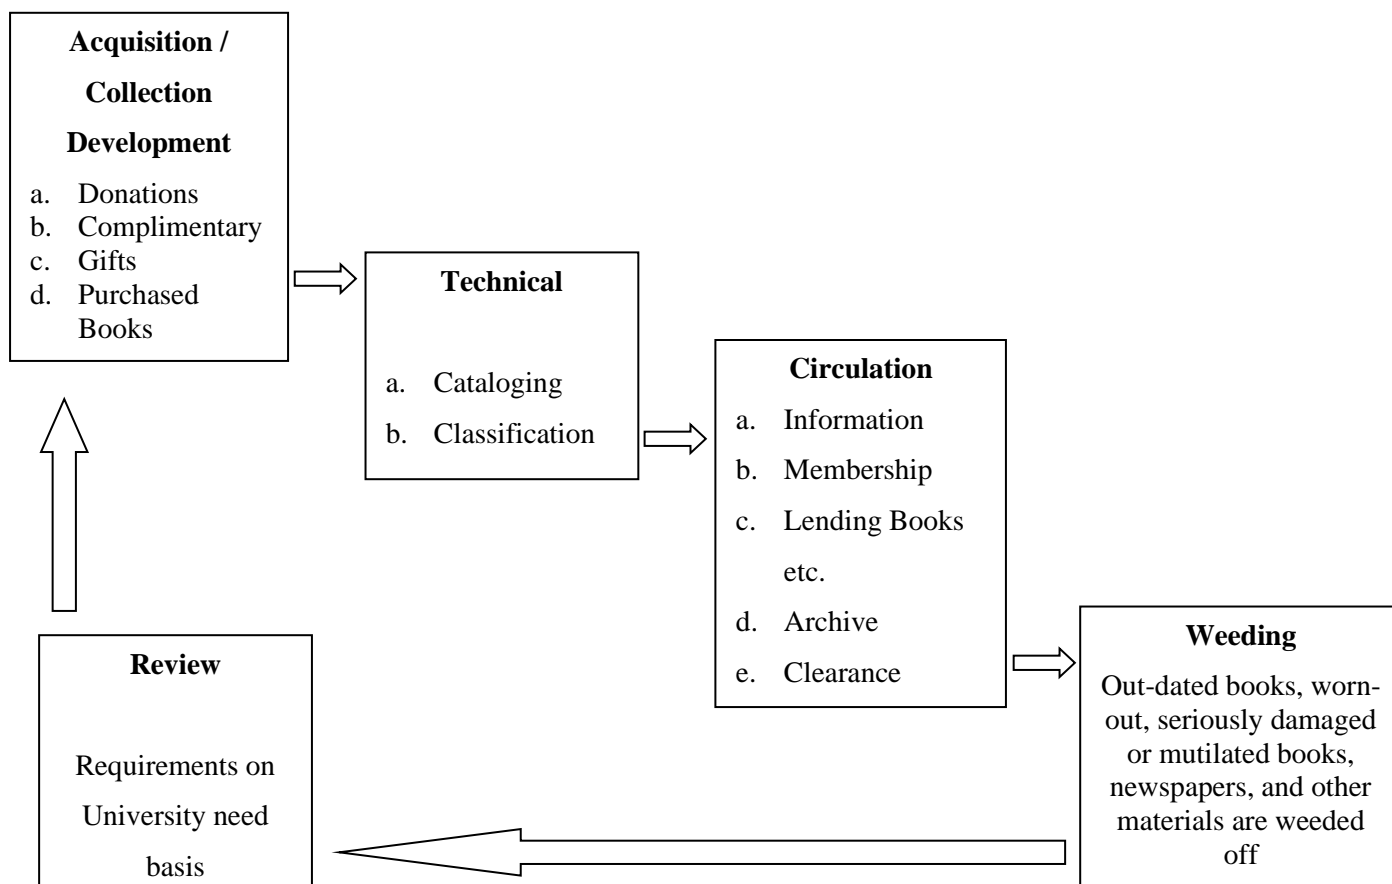 Acquisition /
Collection
Development
a. Donations
b. Complimentary
c. Gifts
d. Purchased
Books
Technical
a. Cataloging
b. Classification
Circulation
a. Information
b. Membership
c. Lending Books
etc.
d. Archive
e. Clearance
Weeding
Out-dated books, worn-
out, seriously damaged
or mutilated books,
newspapers, and other
materials are weeded
off
Review
Requirements on
University need
basis